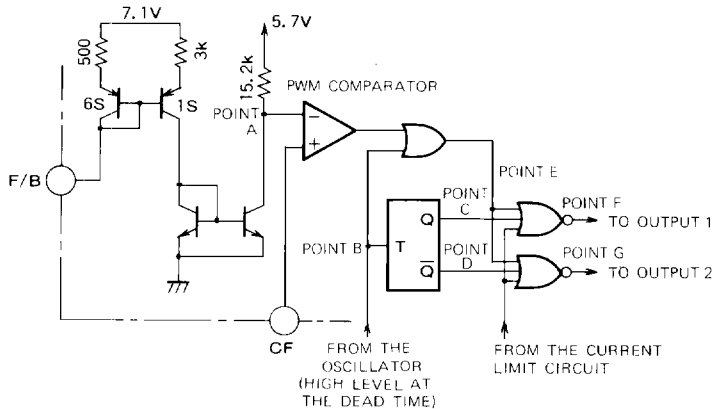 7.1V
5.7V
500
3k
15.2k
PWM COMPARATOR
6S
1S
POINT
A
−
+
POINT E
F/B
POINT
C
POINT F
Q
TO OUTPUT 1
POINT B
T
POINT
D
POINT G
Q̅
TO OUTPUT 2
CF
FROM THE
OSCILLATOR
(HIGH LEVEL AT
THE DEAD TIME)
FROM THE CURRENT
LIMIT CIRCUIT